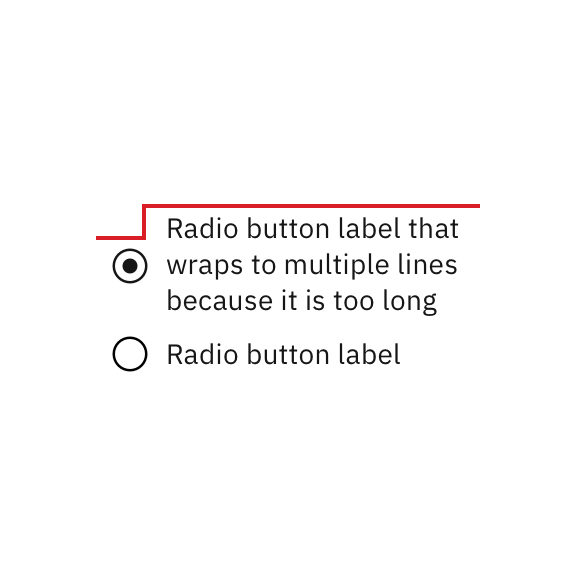 Radio button label that
wraps to multiple lines
because it is too long
Radio button label